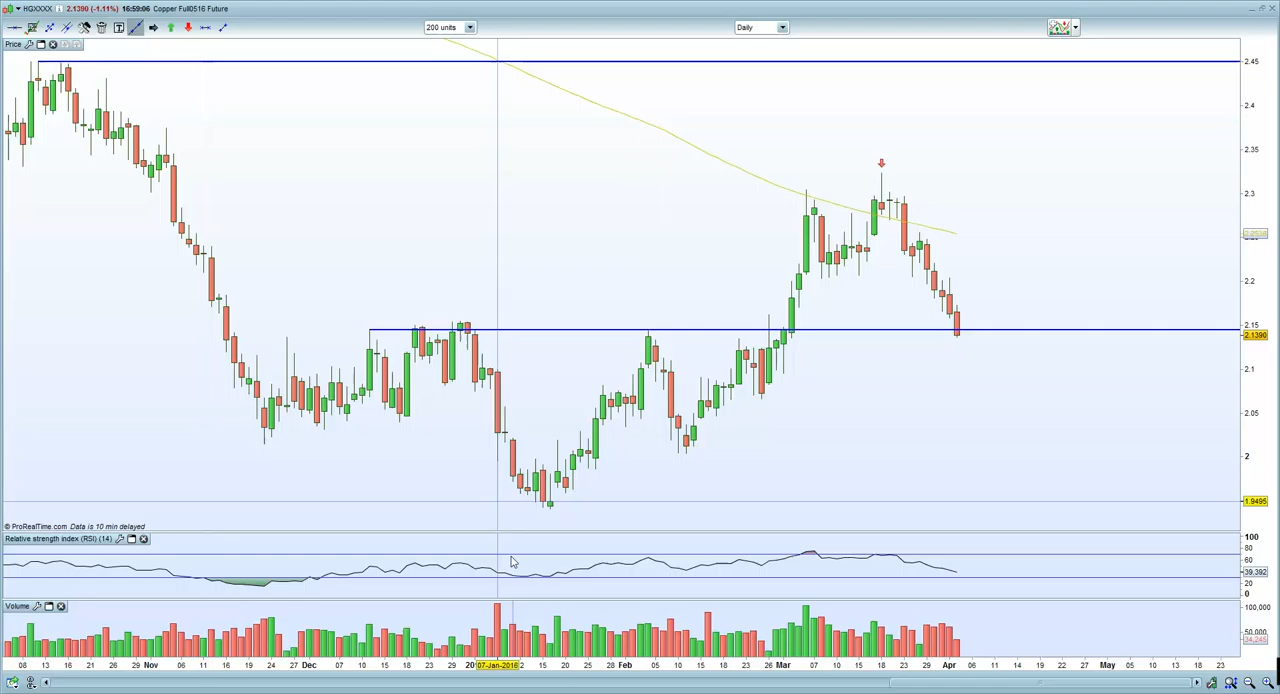 HGXXXX 2.1390 (-1.11%) 16:59:06 Copper Full0516 Future
200 units
Daily
Price
2.45
2.4
2.35
2.3
2.2
2.15
2.1390
2.1
2.05
2
1.9495
© ProRealTime.com Data is 10 min delayed
Relative strength index (RSI) (14)
100
80
60
39.392
20
0
Volume
100,000
50,000
34,245
08 13 16 21 26 29 Nov 06 11 16 19 24 27 Dec 07 10 15 18 23 29 20 07-Jan-2016 12 15 20 25 28 Feb 05 10 15 18 23 26 Mar 07 10 15 18 23 29 Apr 06 11 14 19 22 27 May 05 10 13 18 23